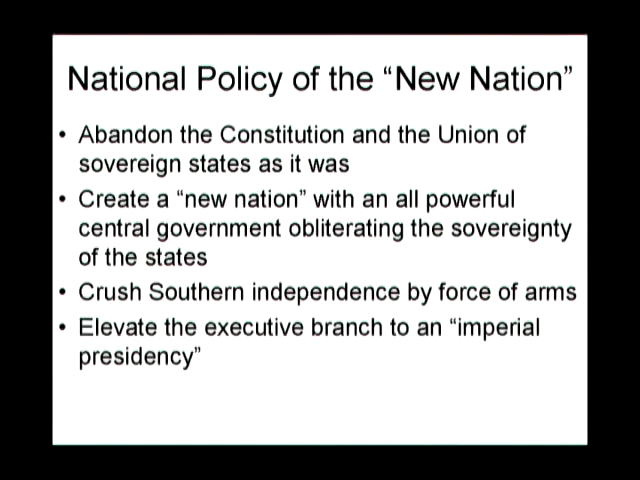 National Policy of the “New Nation”
• Abandon the Constitution and the Union of
sovereign states as it was
• Create a “new nation” with an all powerful
central government obliterating the sovereignty
of the states
• Crush Southern independence by force of arms
• Elevate the executive branch to an “imperial
presidency”